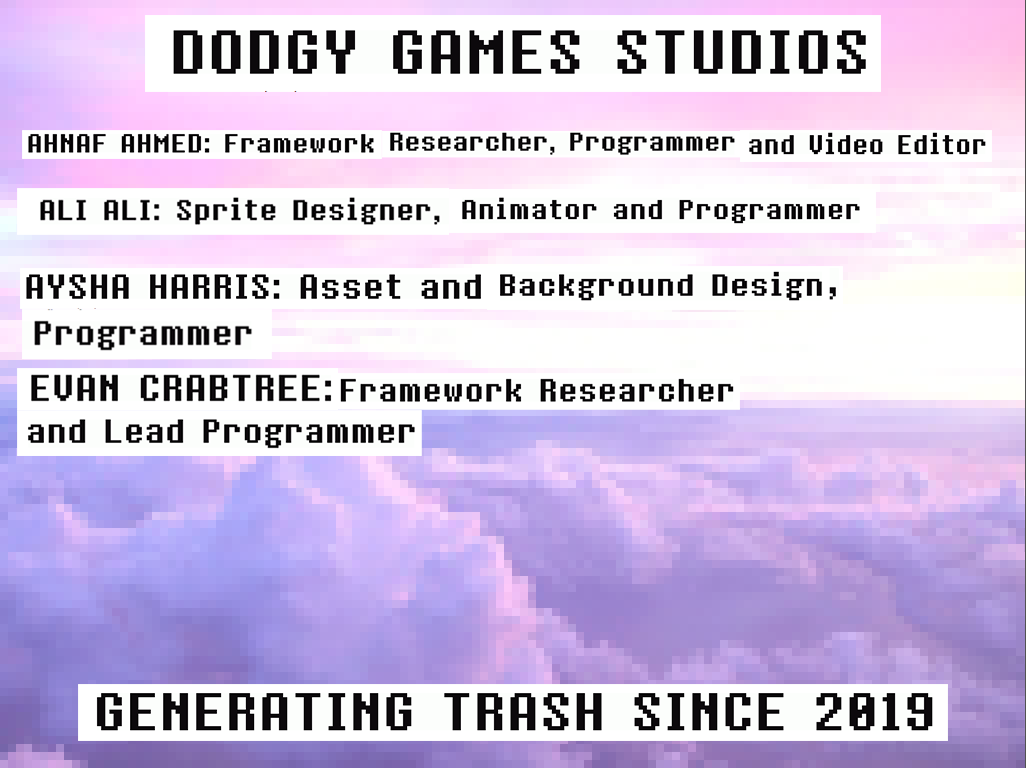 DODGY GAMES STUDIOS
AHNAF AHMED: Framework Researcher, Programmer and Video Editor
ALI ALI: Sprite Designer, Animator and Programmer
AYSHA HARRIS: Asset and Background Design,
Programmer
EVAN CRABTREE:Framework Researcher
and Lead Programmer
GENERATING TRASH SINCE 2019